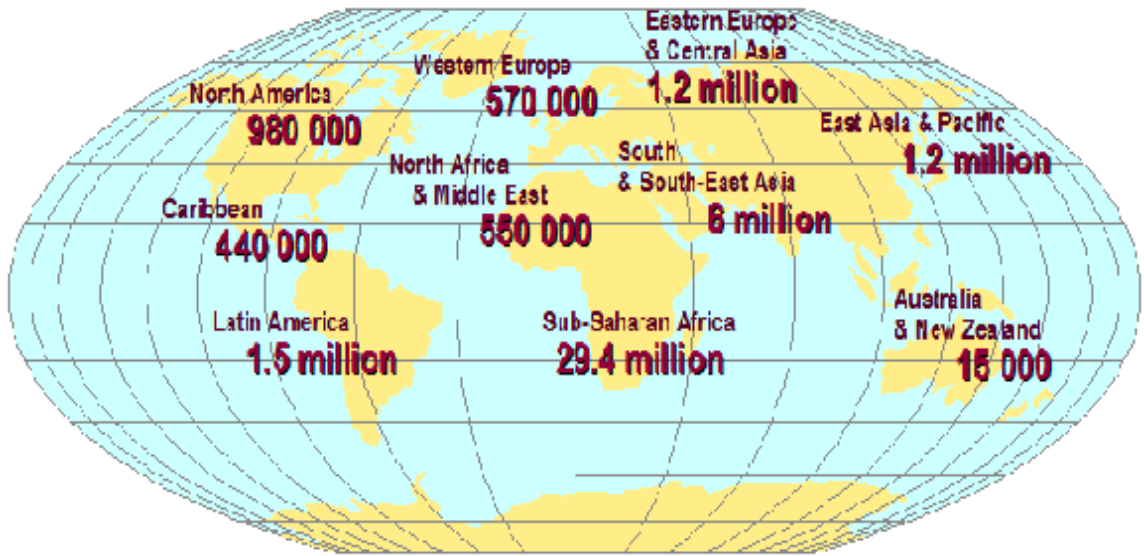 Eastern Europe
& Central Asia
1.2 million
Western Europe
570 000
North America
980 000
East Asia & Pacific
1.2 million
North Africa
& Middle East
550 000
South
& South-East Asia
6 million
Caribbean
440 000
Latin America
1.5 million
Sub-Saharan Africa
29.4 million
Australia
& New Zealand
15 000